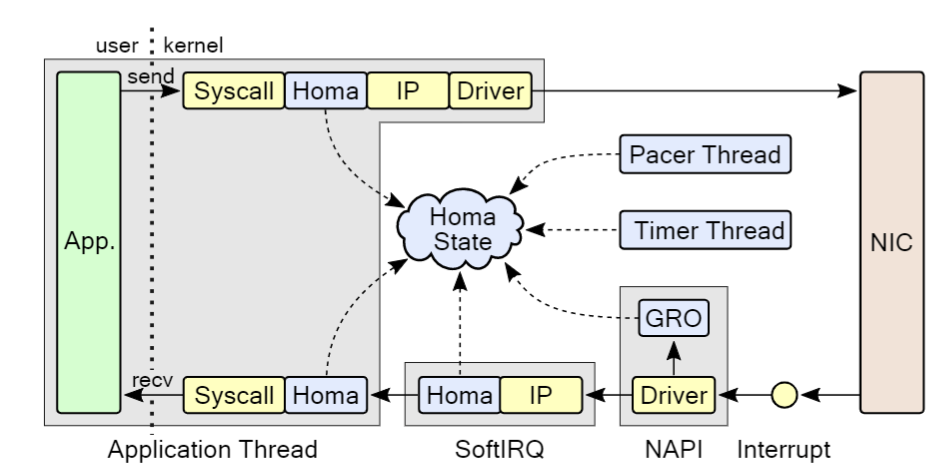 user kernel
send
Syscall Homa IP Driver
Pacer Thread
Homa
State
Timer Thread
App.
NIC
GRO
recv
Syscall Homa Homa IP Driver
Application Thread SoftIRQ NAPI Interrupt